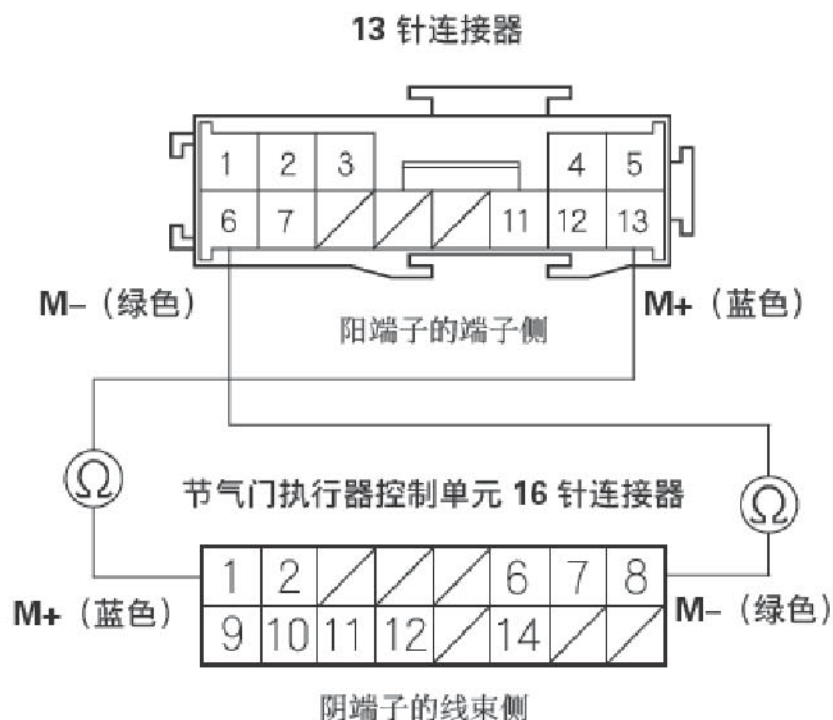 13 针连接器
1 2 3 4 5
6 7 11 12 13
M– (绿色)
M+ (蓝色)
阳端子的端子侧
Ω
节气门执行器控制单元 16 针连接器
Ω
1 2 6 7 8
M+ (蓝色)
M– (绿色)
9 10 11 12 14
阴端子的线束侧